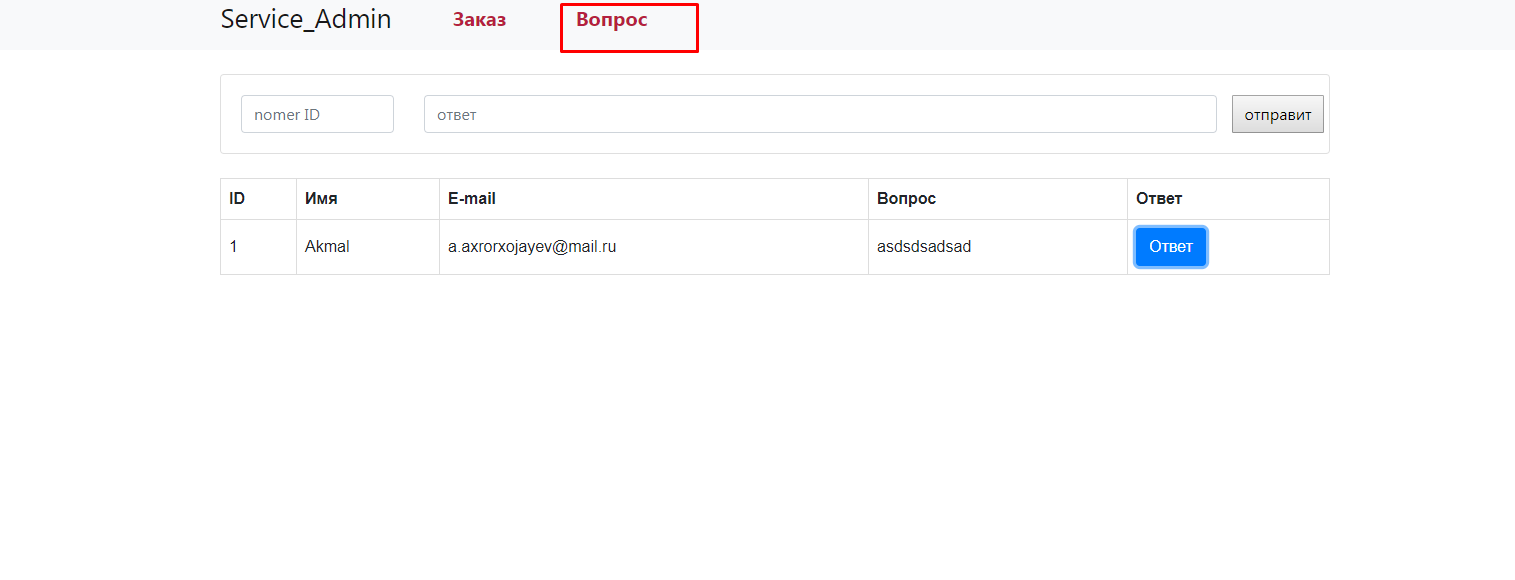 Service_Admin Заказ Вопрос
nomer ID ответ отправит
ID Имя E-mail Вопрос Ответ
1 Akmal a.axrorxojayev@mail.ru asdsdsadsad Ответ